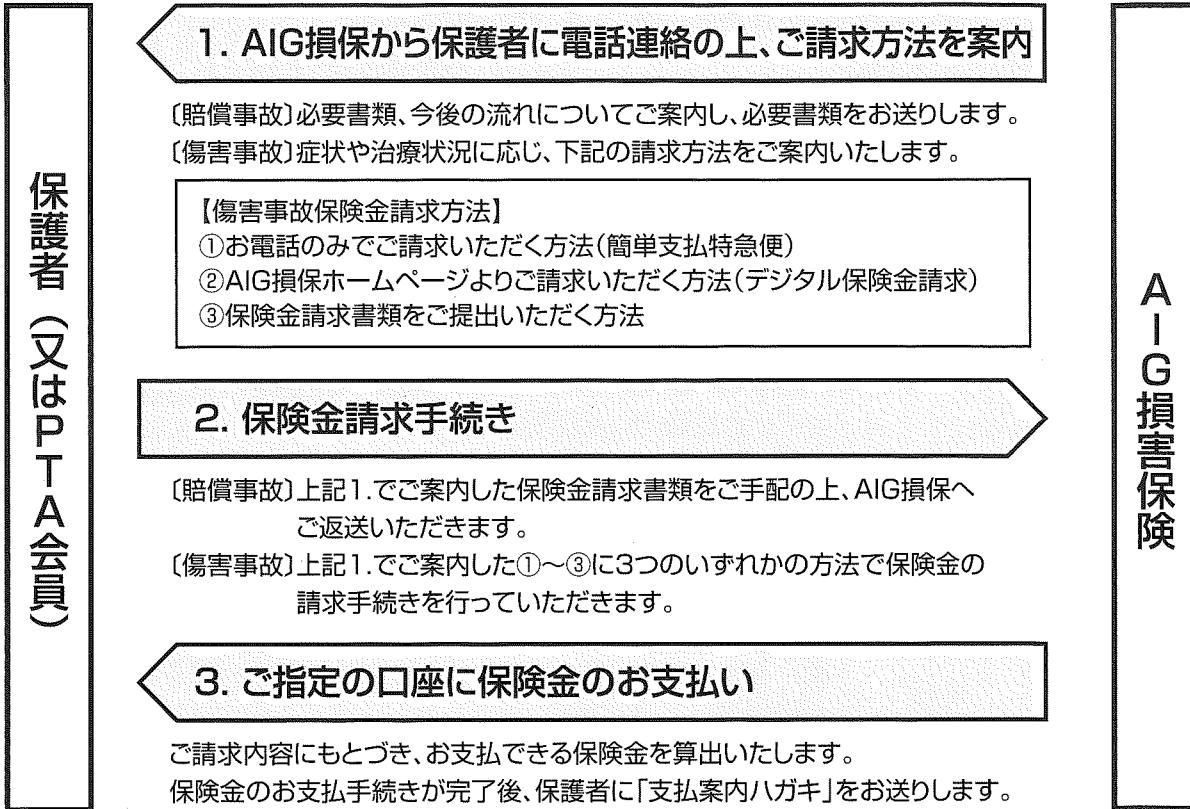 保護者（又はPTA会員）
1. AIG損保から保護者に電話連絡の上、ご請求方法を案内
〔賠償事故〕必要書類、今後の流れについてご案内し、必要書類をお送りします。
〔傷害事故〕症状や治療状況に応じ、下記の請求方法をご案内いたします。
【傷害事故保険金請求方法】
①お電話のみでご請求いただく方法（簡単支払特急便）
②AIG損保ホームページよりご請求いただく方法（デジタル保険金請求）
③保険金請求書類をご提出いただく方法
2. 保険金請求手続き
〔賠償事故〕上記1.でご案内した保険金請求書類をご手配の上、AIG損保へ
ご返送いただきます。
〔傷害事故〕上記1.でご案内した①～③に3つのいずれかの方法で保険金の
請求手続きを行っていただきます。
3. ご指定の口座に保険金のお支払い
ご請求内容にもとづき、お支払できる保険金を算出いたします。
保険金のお支払手続きが完了後、保護者に「支払案内ハガキ」をお送りします。
AIG損害保険